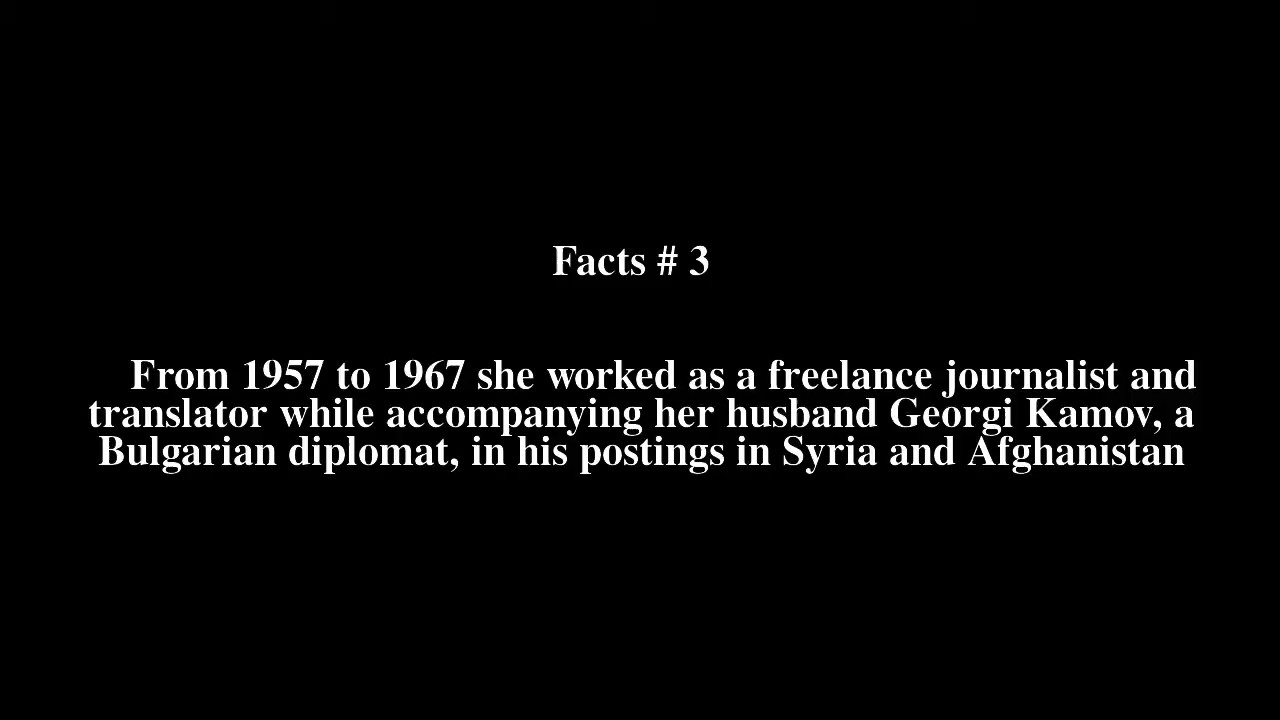 Facts # 3
From 1957 to 1967 she worked as a freelance journalist and
translator while accompanying her husband Georgi Kamov, a
Bulgarian diplomat, in his postings in Syria and Afghanistan